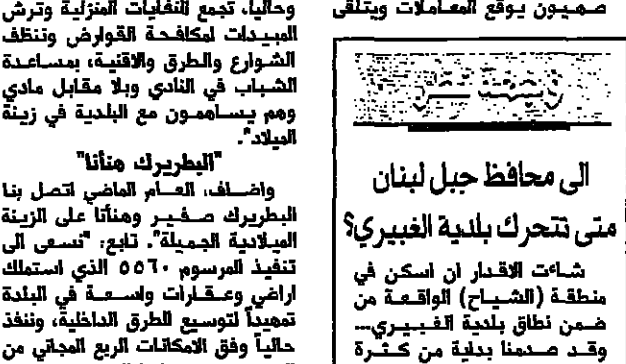 صهيون يوقع المعاملات ويتلقى
الى محافظ جبل لبنان
متى تتحرك بلدية الغبيري؟
شاءت الاقدار ان اسكن في
منطقة (الشياح) الواقعة من
ضمن نطاق بلدية الغبيري...
وقد صدمنا بداية من كثرة
وحالياً، تجمع النفايات المنزلية وترش
المبيدات لمكافحة القوارض وتنظف
الشوارع والطرق والاقنية، بمساعدة
الشباب في النادي وبلا مقابل مادي
وهم يساهمون مع البلدية في زينة
الميلاد".
"البطريرك هنأنا"
واضاف، العام الماضي اتصل بنا
البطريرك صفير وهنأنا على الزينة
الميلادية الجميلة". تابع: "نسعى الى
تنفيذ المرسوم ٥٥٦٠ الذي استملك
اراضي وعقارات واسعة في البلدة
تمهيداً لتوسيع الطرق الداخلية، وننفذ
حالياً وفق الامكانات الربع المجاني من